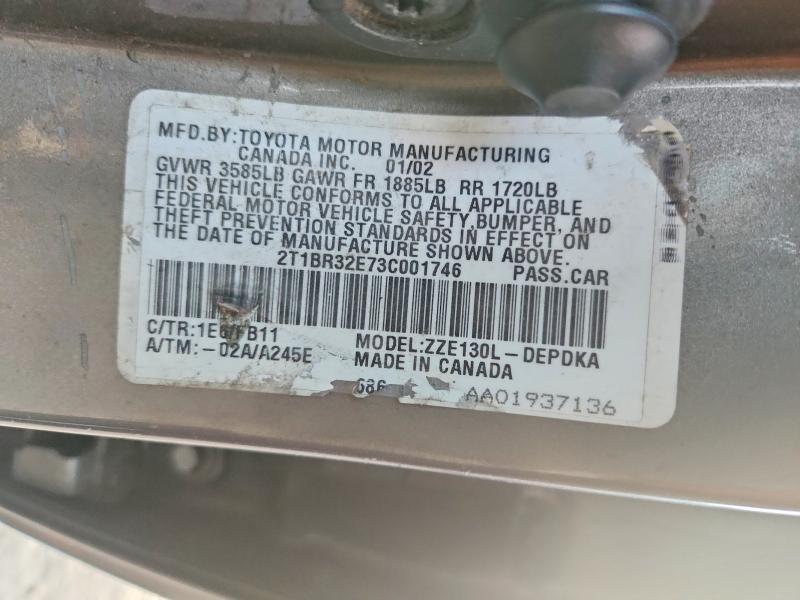 MFD.BY:TOYOTA MOTOR MANUFACTURING
CANADA INC. 01/02
GVWR 3585LB GAWR FR 1885LB RR 1720LB
THIS VEHICLE CONFORMS TO ALL APPLICABLE
FEDERAL MOTOR VEHICLE SAFETY,BUMPER, AND
THEFT PREVENTION STANDARDS IN EFFECT ON
THE DATE OF MANUFACTURE SHOWN ABOVE.
2T1BR32E73C001746 PASS.CAR
C/TR: MODEL:ZZE130L-DEPDKA
A/TM:-02A/A245E MADE IN CANADA
686 AA01937136